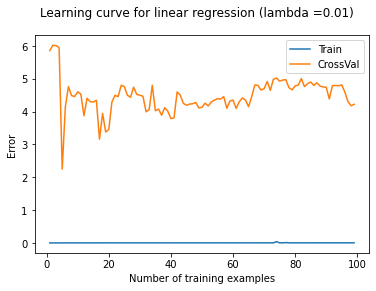 Learning curve for linear regression (lambda =0.01)
Train
CrossVal
6
5
4
3
2
1
0
Error
0
20
40
60
80
100
Number of training examples